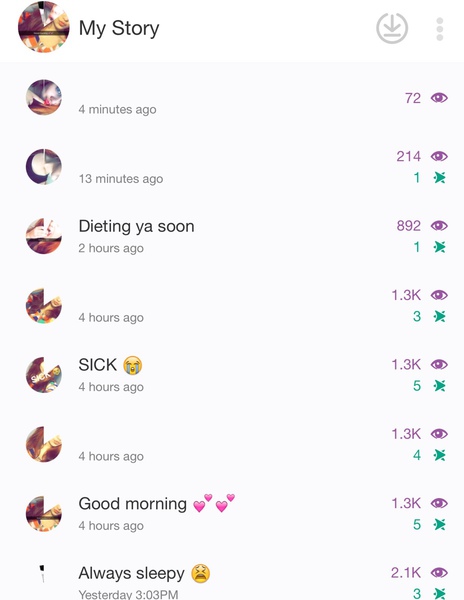 My Story
72
4 minutes ago
214
13 minutes ago
1
Dieting ya soon
892
2 hours ago
1
1.3K
4 hours ago
3
SICK 😭
1.3K
4 hours ago
5
1.3K
4 hours ago
4
Good morning 💕💕
1.3K
4 hours ago
5
Always sleepy 😫
2.1K
Yesterday 3:03PM
3